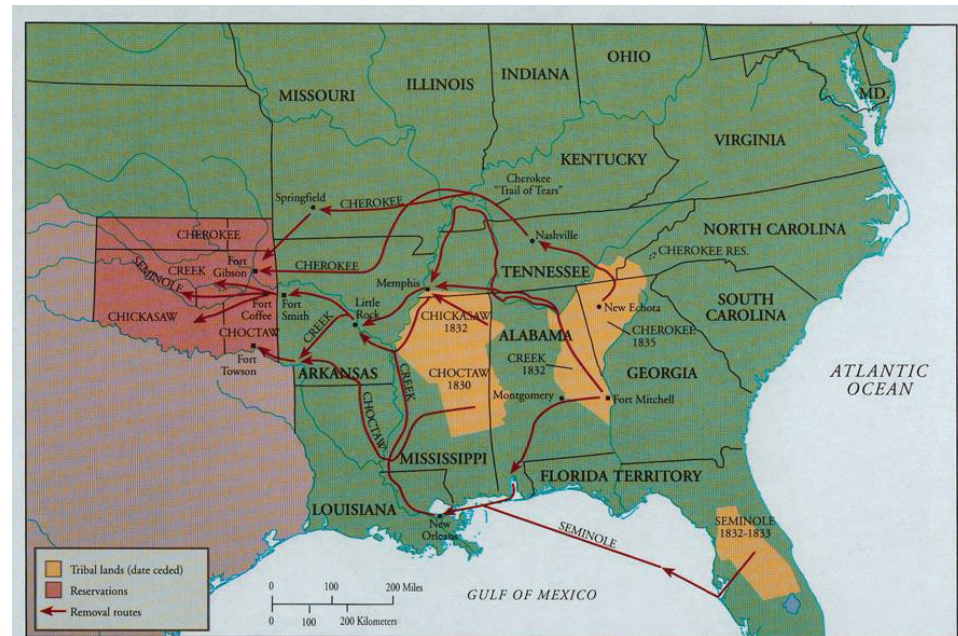 OHIO
INDIANA
ILLINOIS
MISSOURI
MD.
VIRGINIA
KENTUCKY
Cherokee
"Trail of Tears"
Springfield
CHEROKEE
NORTH CAROLINA
CHEROKEE
Nashville
CHEROKEE RES.
Fort
Gibson
CHEROKEE
TENNESSEE
CREEK
SEMINOLE
Memphis
Fort
Coffee
Fort
Smith
Little
Rock
New Echota
SOUTH
CAROLINA
CHICKASAW
CHICKASAW
1832
ALABAMA
CHEROKEE
1835
CHOCTAW
CREEK
Fort
Towson
ARKANSAS
CREEK
1832
GEORGIA
CHOCTAW
1830
ATLANTIC
OCEAN
CREEK
CHOCTAW
Montgomery
Fort Mitchell
MISSISSIPPI
FLORIDA TERRITORY
LOUISIANA
New
Orleans
SEMINOLE
SEMINOLE
1832-1833
Tribal lands (date ceded)
Reservations
Removal routes
0 100 200 Miles
0 100 200 Kilometers
GULF OF MEXICO